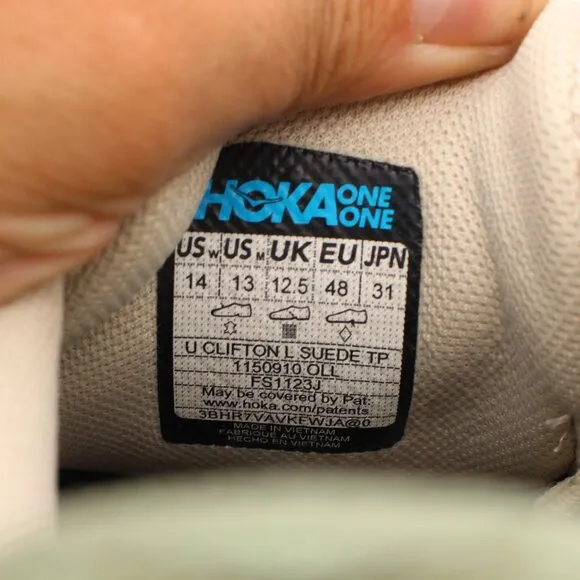 HOKA ONE ONE
US W US M UK EU JPN
14 13 12.5 48 31
U CLIFTON L SUEDE TP
1150910 OLL
FS1123J
May be covered by Pat:
www.hoka.com/patents
3BHR7VAVKFWJA@0
MADE IN VIETNAM
FABRIQUE AU VIETNAM
HECHO EN VIETNAM